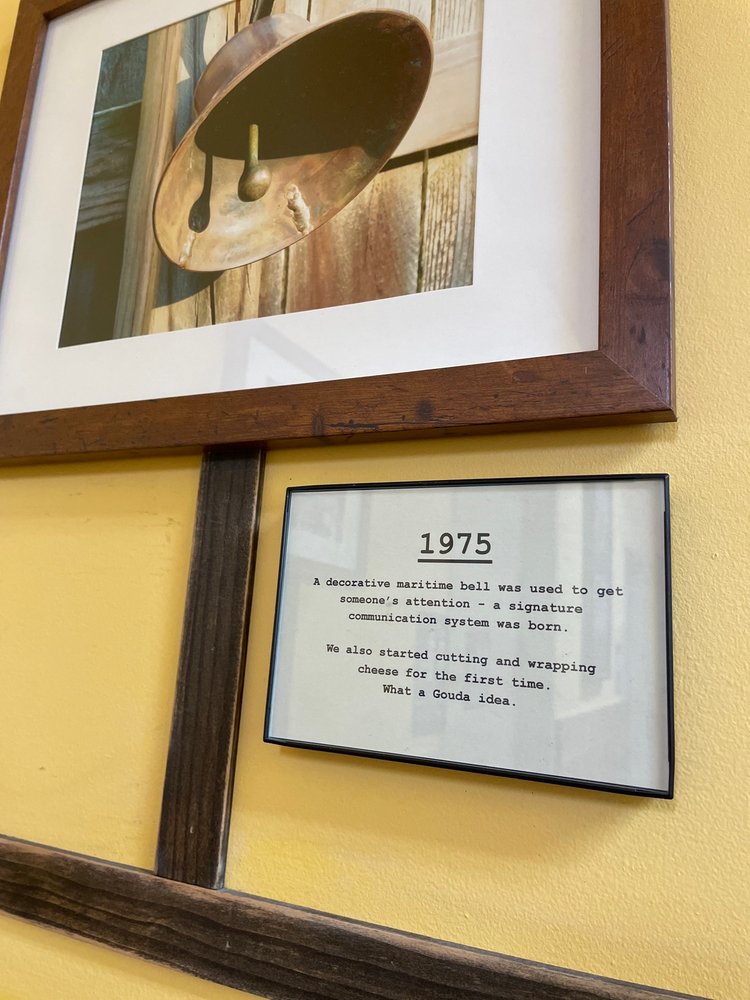 1975
A decorative maritime bell was used to get
someone's attention - a signature
communication system was born.
We also started cutting and wrapping
cheese for the first time.
What a Gouda idea.